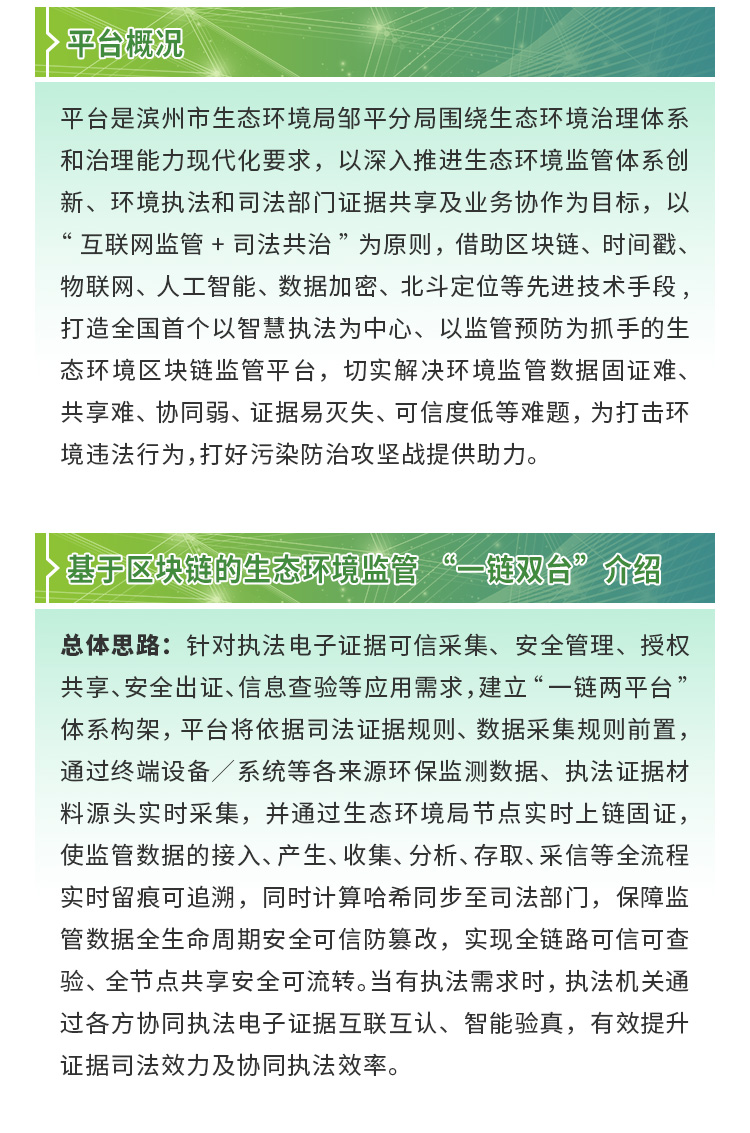 平台概况
平台是滨州市生态环境局邹平分局围绕生态环境治理体系
和治理能力现代化要求，以深入推进生态环境监管体系创
新、环境执法和司法部门证据共享及业务协作为目标，以
“互联网监管+司法共治”为原则，借助区块链、时间戳、
物联网、人工智能、数据加密、北斗定位等先进技术手段，
打造全国首个以智慧执法为中心、以监管预防为抓手的生
态环境区块链监管平台，切实解决环境监管数据固证难、
共享难、协同弱、证据易灭失、可信度低等难题，为打击环
境违法行为，打好污染防治攻坚战提供助力。
基于区块链的生态环境监管 “一链双台” 介绍
总体思路：针对执法电子证据可信采集、安全管理、授权
共享、安全出证、信息查验等应用需求，建立“一链两平台”
体系构架，平台将依据司法证据规则、数据采集规则前置，
通过终端设备／系统等各来源环保监测数据、执法证据材
料源头实时采集，并通过生态环境局节点实时上链固证，
使监管数据的接入、产生、收集、分析、存取、采信等全流程
实时留痕可追溯，同时计算哈希同步至司法部门，保障监
管数据全生命周期安全可信防篡改，实现全链路可信可查
验、全节点共享安全可流转。当有执法需求时，执法机关通
过各方协同执法电子证据互联互认、智能验真，有效提升
证据司法效力及协同执法效率。